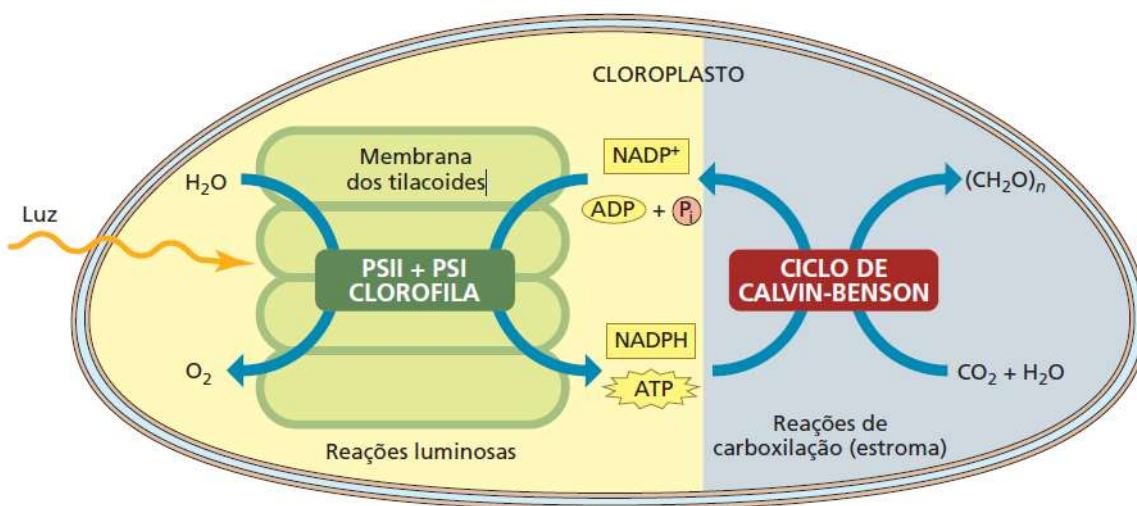 CLOROPLASTO
Membrana
dos tilacoides
H₂O
Luz
PSII + PSI
CLOROFILA
O₂
NADP⁺
ADP + Pᵢ
NADPH
ATP
Reações luminosas
(CH₂O)ₙ
CICLO DE
CALVIN-BENSON
CO₂ + H₂O
Reações de
carboxilação (estroma)